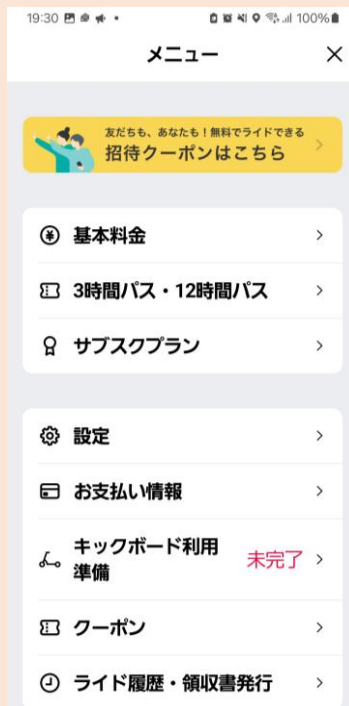 19:30 100%
メニュー
友だちも、あなたも！無料でライドできる
招待クーポンはこちら
基本料金
3時間パス・12時間パス
サブスクプラン
設定
お支払い情報
キックボード利用
準備
未完了
クーポン
ライド履歴・領収書発行